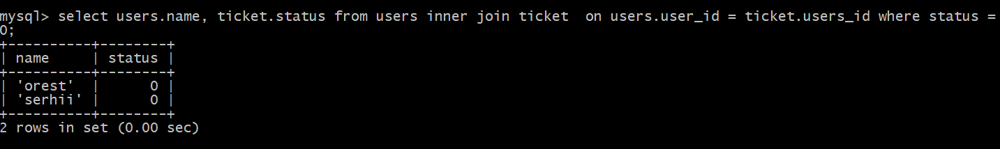 mysql> select users.name, ticket.status from users inner join ticket  on users.user_id = ticket.users_id where status =
0;
+----------+--------+
| name     | status |
+----------+--------+
| 'orest'  |      0 |
| 'serhii' |      0 |
+----------+--------+
2 rows in set (0.00 sec)